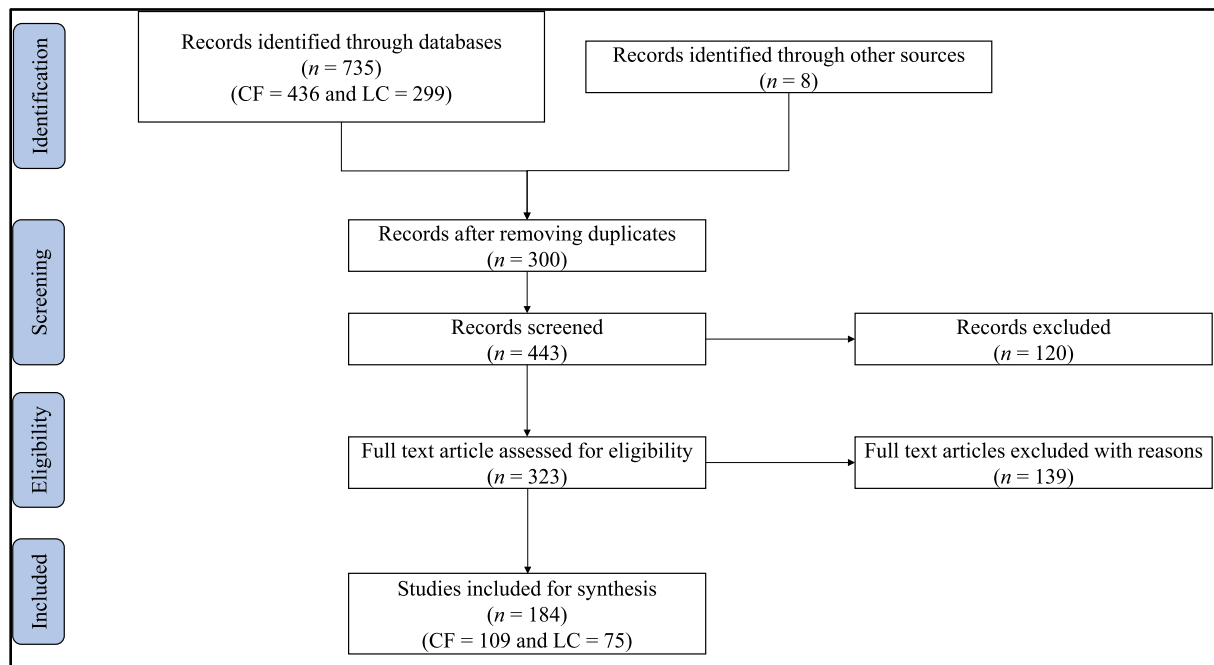 Identification
Records identified through databases
(n = 735)
(CF = 436 and LC = 299)
Records identified through other sources
(n = 8)
Screening
Records after removing duplicates
(n = 300)
Records screened
(n = 443)
Records excluded
(n = 120)
Eligibility
Full text article assessed for eligibility
(n = 323)
Full text articles excluded with reasons
(n = 139)
Included
Studies included for synthesis
(n = 184)
(CF = 109 and LC = 75)